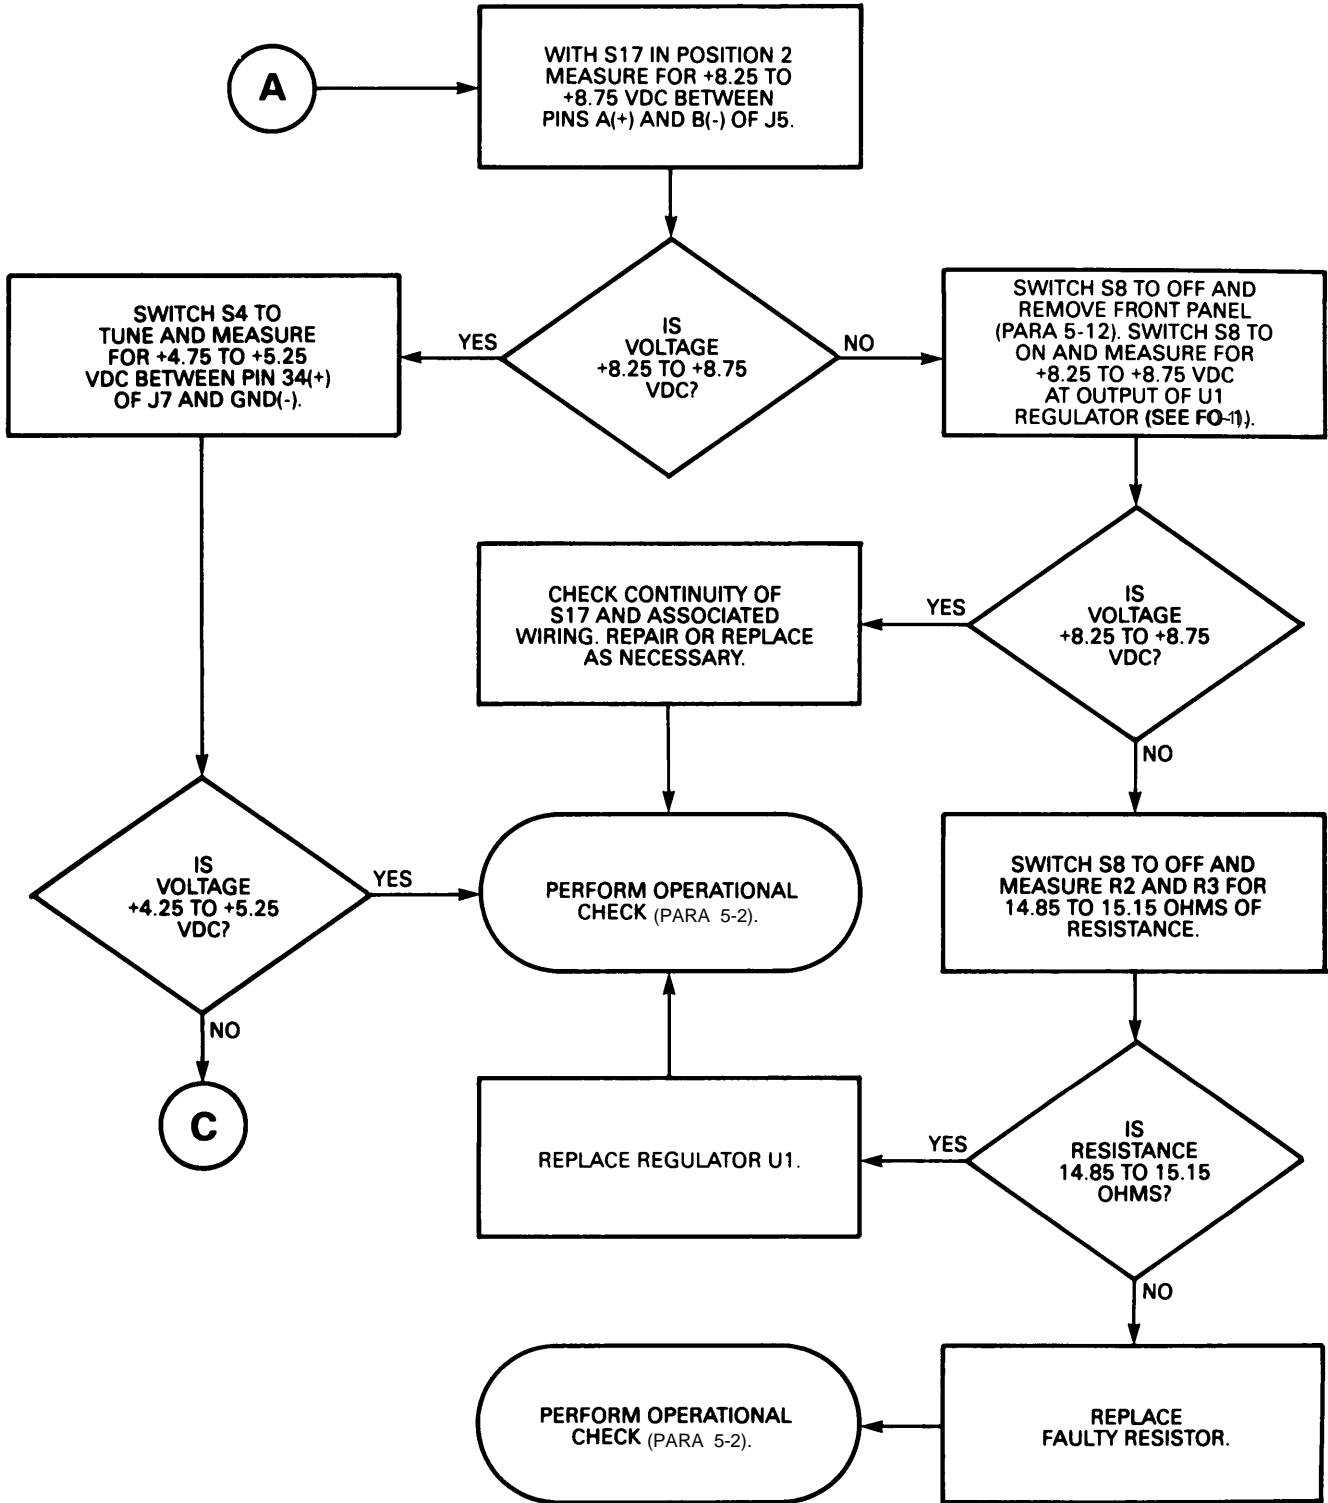 A
WITH S17 IN POSITION 2
MEASURE FOR +8.25 TO
+8.75 VDC BETWEEN
PINS A(+) AND B(-) OF J5.
IS
VOLTAGE
+8.25 TO +8.75
VDC?
YES
NO
SWITCH S4 TO
TUNE AND MEASURE
FOR +4.75 TO +5.25
VDC BETWEEN PIN 34(+)
OF J7 AND GND(-).
SWITCH S8 TO OFF AND
REMOVE FRONT PANEL
(PARA 5-12). SWITCH S8 TO
ON AND MEASURE FOR
+8.25 TO +8.75 VDC
AT OUTPUT OF U1
REGULATOR (SEE FO-1).
IS
VOLTAGE
+8.25 TO +8.75
VDC?
YES
NO
CHECK CONTINUITY OF
S17 AND ASSOCIATED
WIRING. REPAIR OR REPLACE
AS NECESSARY.
IS
VOLTAGE
+4.25 TO +5.25
VDC?
YES
NO
C
PERFORM OPERATIONAL
CHECK (PARA 5-2).
SWITCH S8 TO OFF AND
MEASURE R2 AND R3 FOR
14.85 TO 15.15 OHMS OF
RESISTANCE.
IS
RESISTANCE
14.85 TO 15.15
OHMS?
YES
NO
REPLACE REGULATOR U1.
REPLACE
FAULTY RESISTOR.
PERFORM OPERATIONAL
CHECK (PARA 5-2).